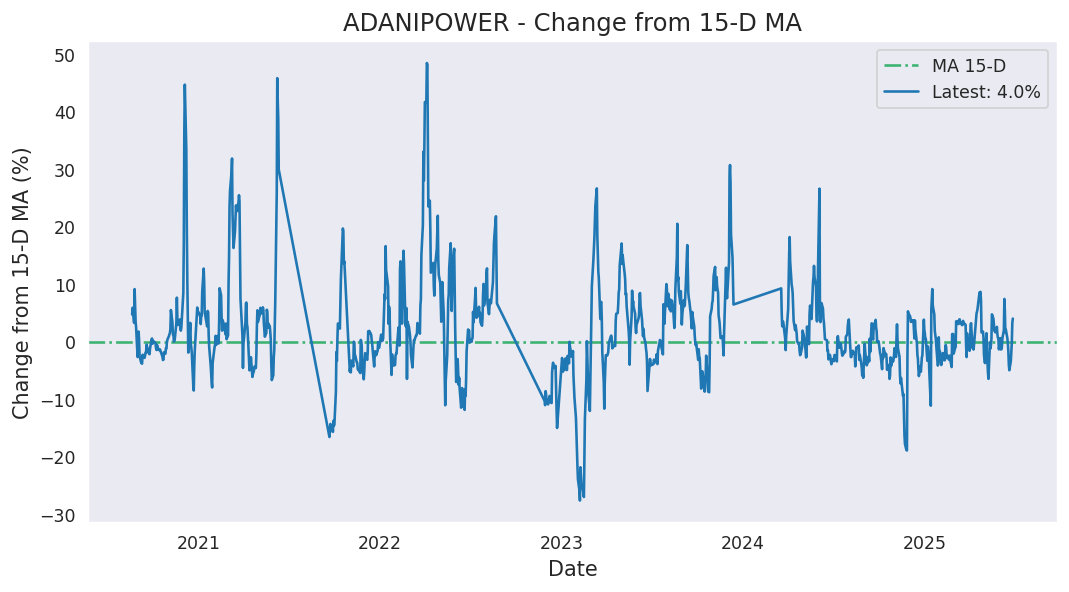 ADANIPOWER - Change from 15-D MA
MA 15-D
Latest: 4.0%
Change from 15-D MA (%)
50
40
30
20
10
0
−10
−20
−30
2021
2022
2023
2024
2025
Date